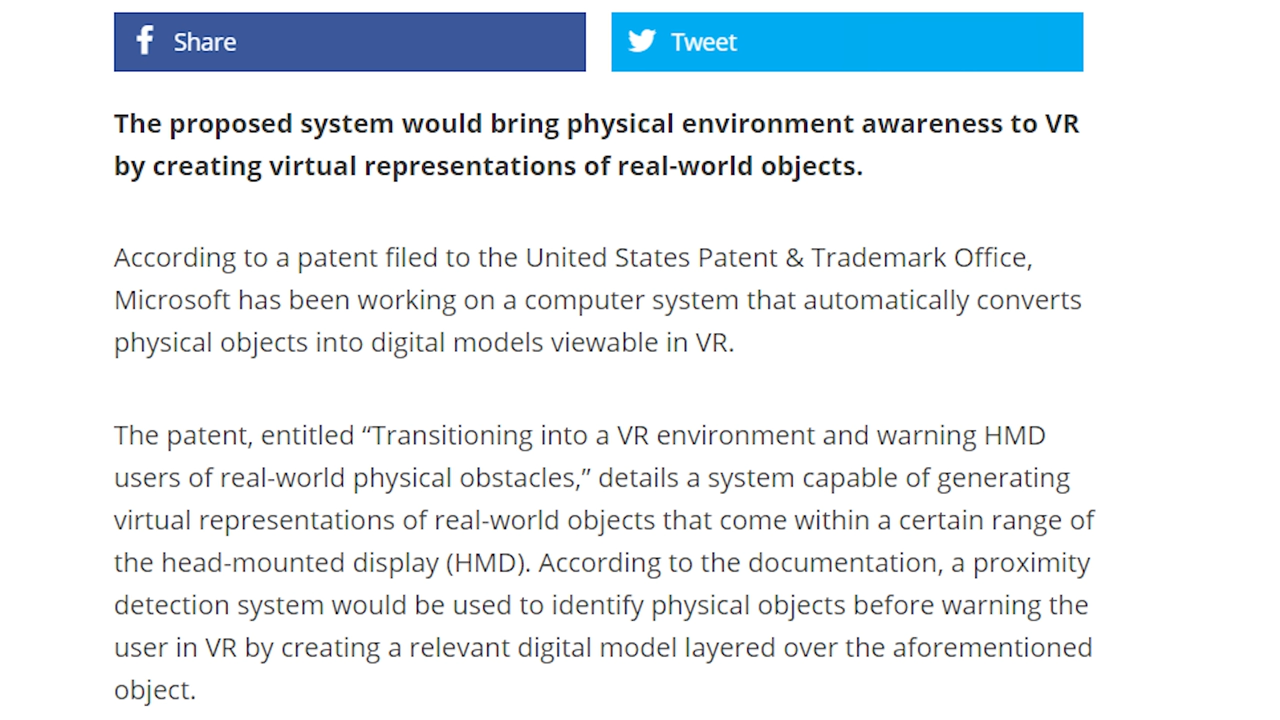 Share
Tweet
The proposed system would bring physical environment awareness to VR
by creating virtual representations of real-world objects.
According to a patent filed to the United States Patent & Trademark Office,
Microsoft has been working on a computer system that automatically converts
physical objects into digital models viewable in VR.
The patent, entitled “Transitioning into a VR environment and warning HMD
users of real-world physical obstacles,” details a system capable of generating
virtual representations of real-world objects that come within a certain range of
the head-mounted display (HMD). According to the documentation, a proximity
detection system would be used to identify physical objects before warning the
user in VR by creating a relevant digital model layered over the aforementioned
object.